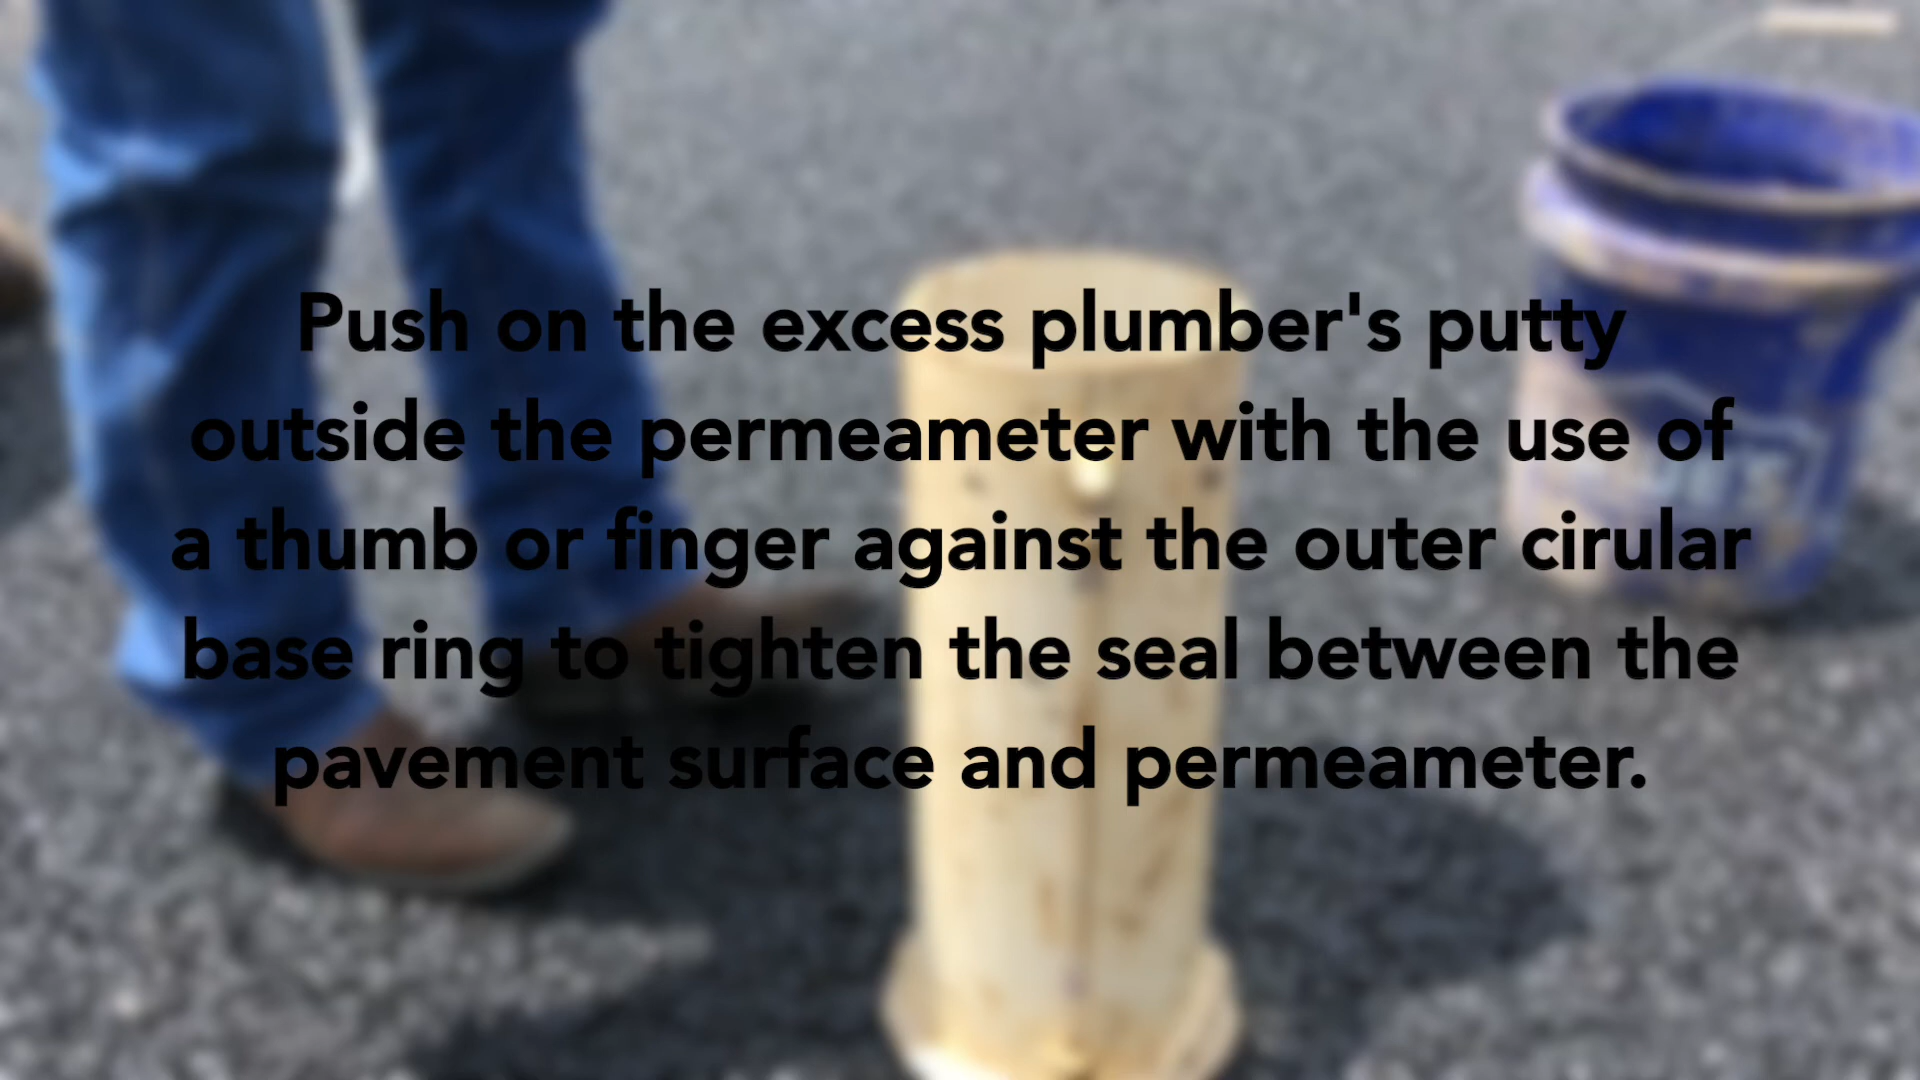 Push on the excess plumber's putty
outside the permeameter with the use of
a thumb or finger against the outer cirular
base ring to tighten the seal between the
pavement surface and permeameter.